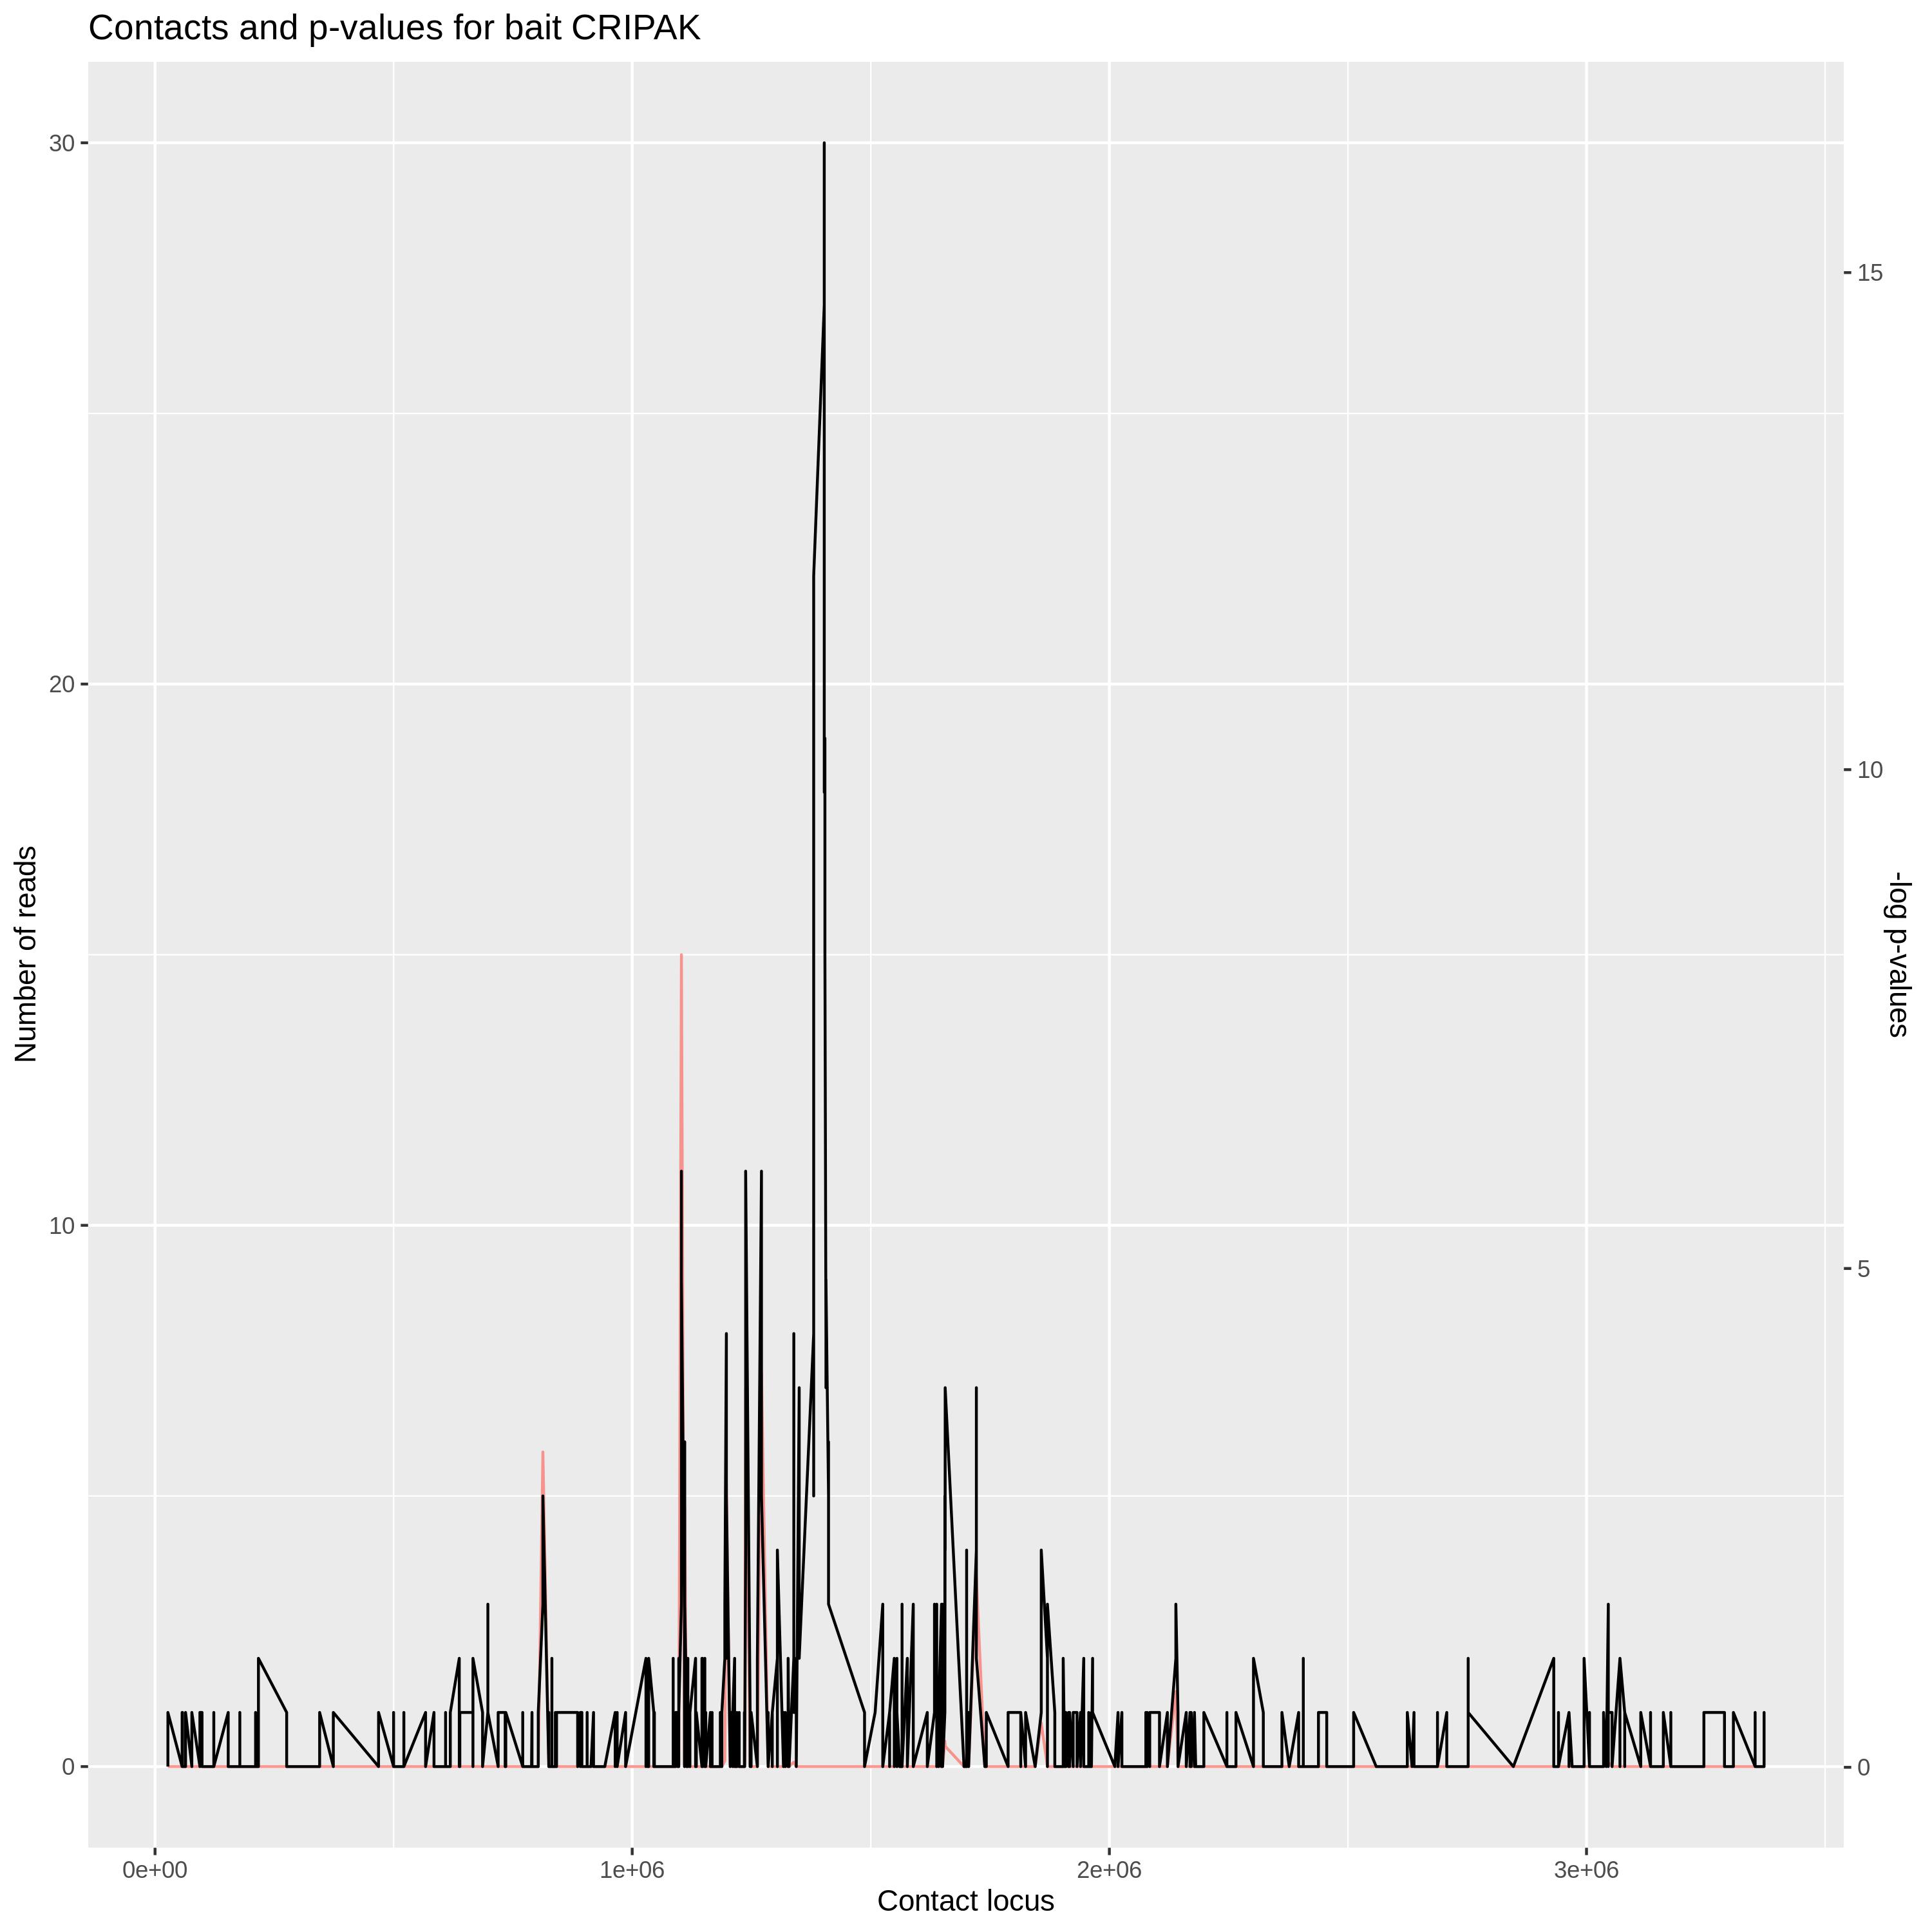 Contacts and p-values for bait CRIPAK
30
20
10
0
Number of reads
15
10
5
0
-log p-values
0e+00 1e+06 2e+06 3e+06
Contact locus